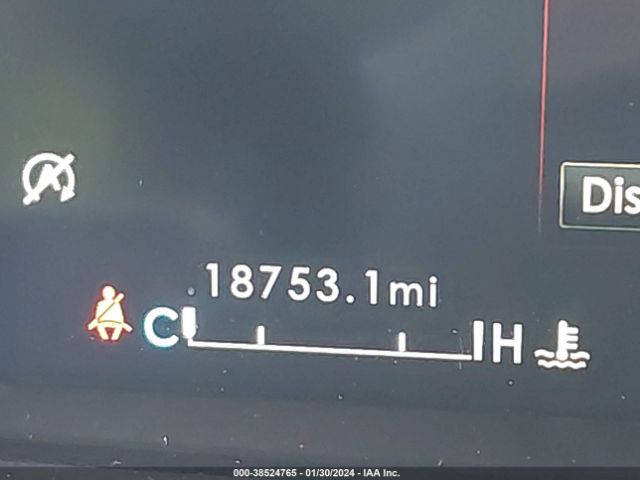 Dis
18753.1mi
C H
000-38524765 - 01/30/2024 - IAA Inc.